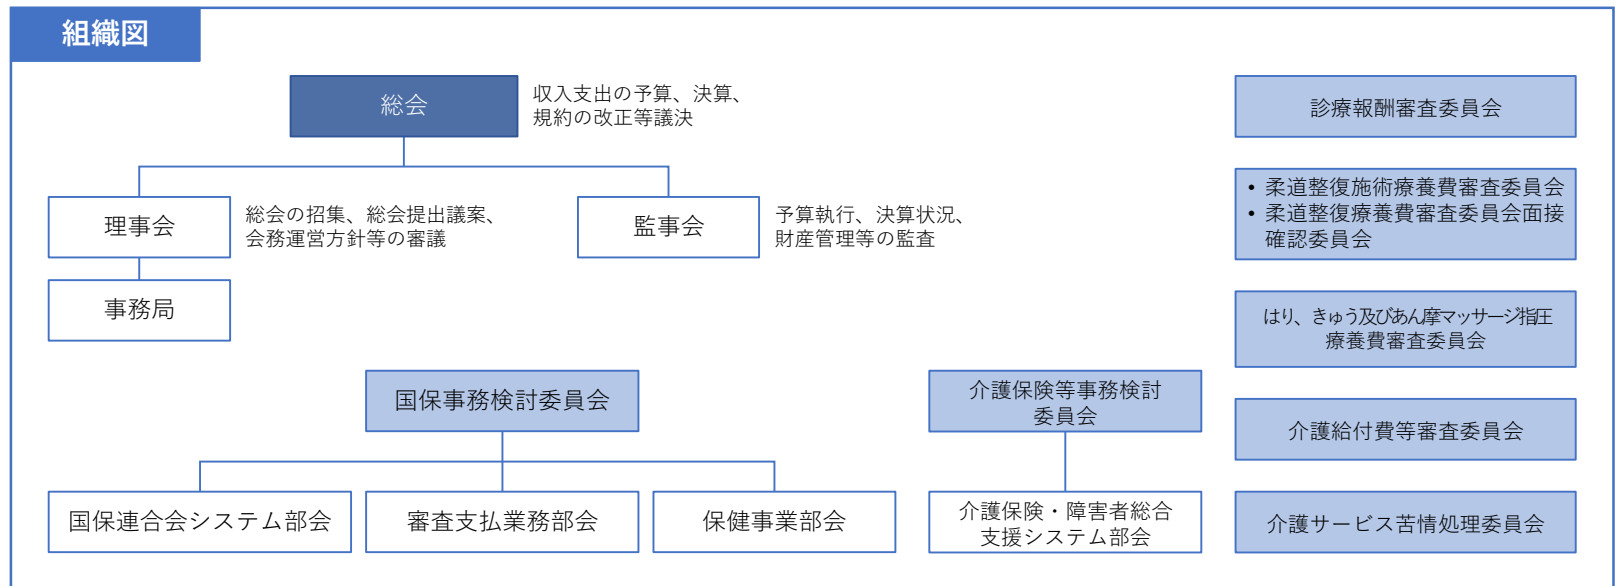 組織図
総会
収入支出の予算、決算、
規約の改正等議決
理事会
総会の招集、総会提出議案、
会務運営方針等の審議
監事会
予算執行、決算状況、
財産管理等の監査
事務局
国保事務検討委員会
国保連合会システム部会
審査支払業務部会
保健事業部会
介護保険等事務検討
委員会
介護保険・障害者総合
支援システム部会
診療報酬審査委員会
• 柔道整復施術療養費審査委員会
• 柔道整復療養費審査委員会面接
確認委員会
はり、きゅう及びあん摩マッサージ指圧
療養費審査委員会
介護給付費等審査委員会
介護サービス苦情処理委員会